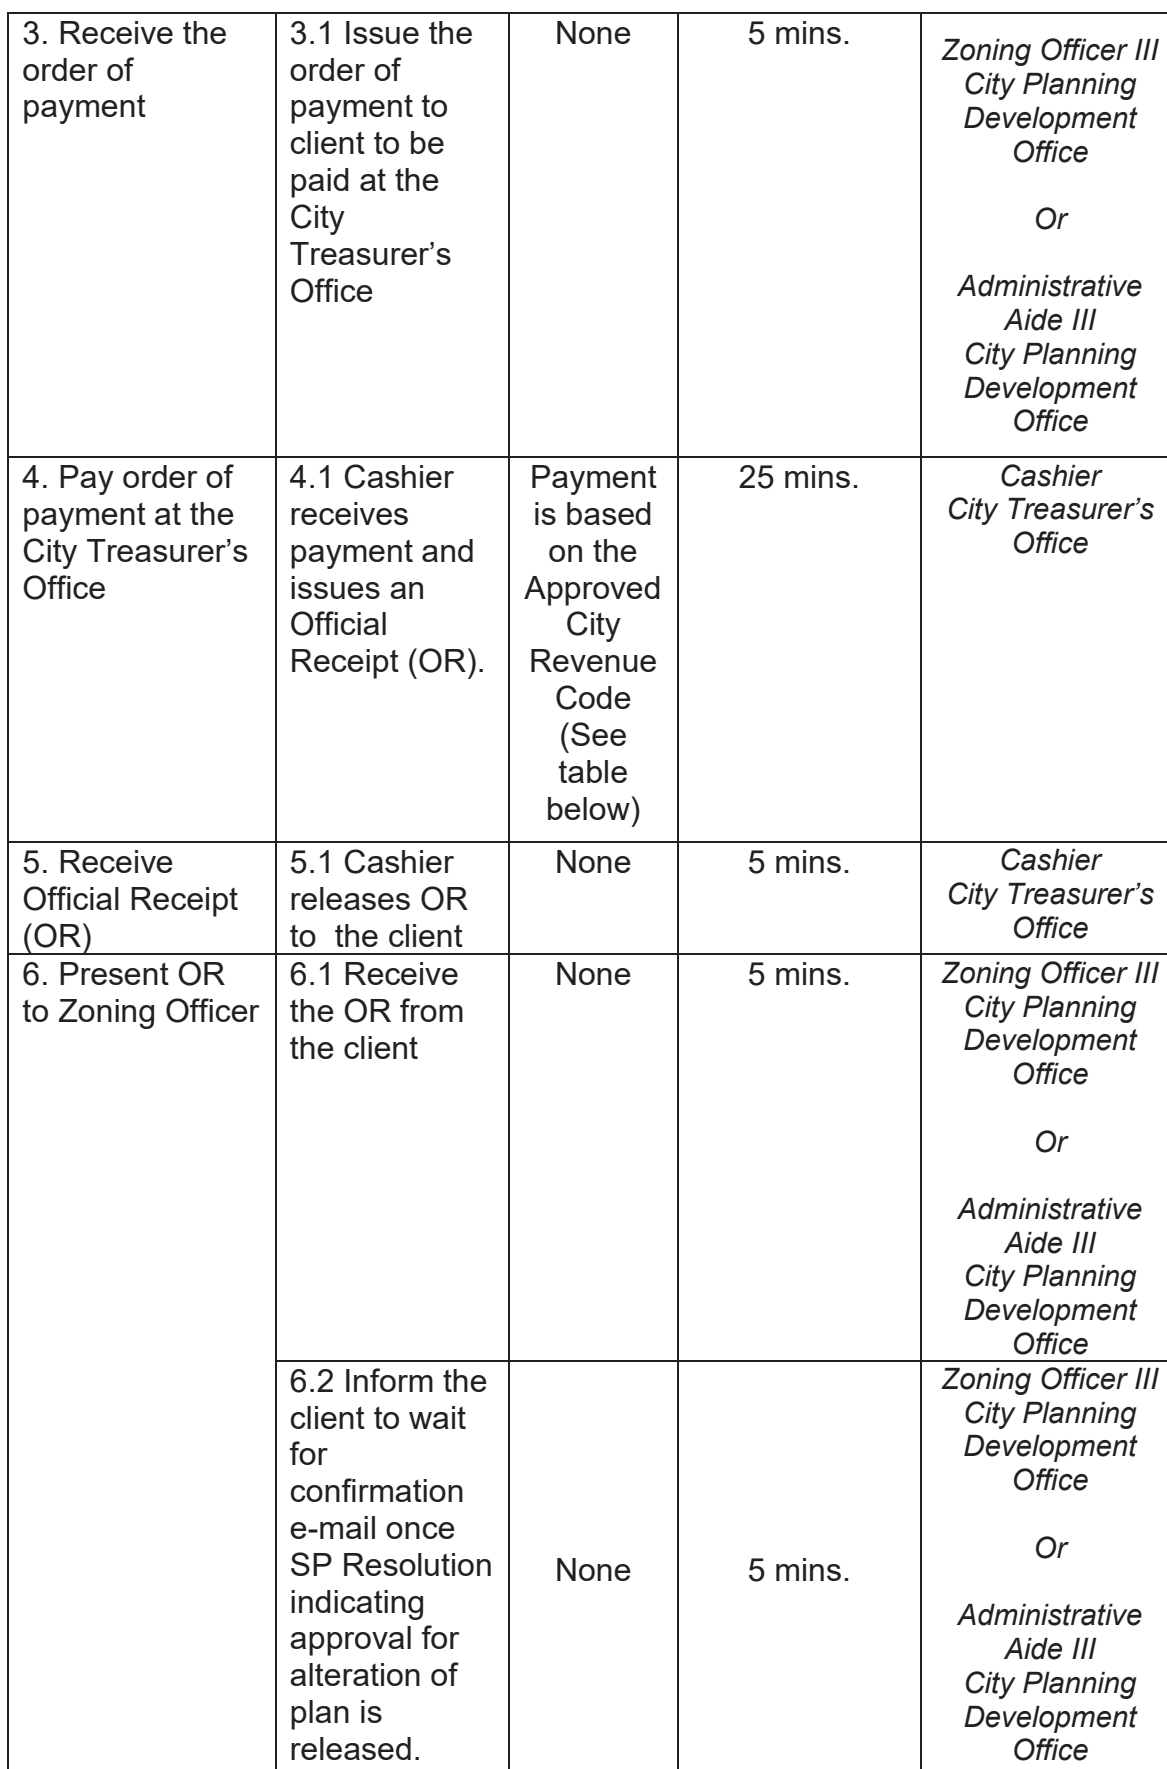 3. Receive the
order of
payment
3.1 Issue the
order of
payment to
client to be
paid at the
City
Treasurer’s
Office
None
5 mins.
Zoning Officer III
City Planning
Development
Office
Or
Administrative
Aide III
City Planning
Development
Office
4. Pay order of
payment at the
City Treasurer’s
Office
4.1 Cashier
receives
payment and
issues an
Official
Receipt (OR).
Payment
is based
on the
Approved
City
Revenue
Code
(See
table
below)
25 mins.
Cashier
City Treasurer’s
Office
5. Receive
Official Receipt
(OR)
5.1 Cashier
releases OR
to  the client
None
5 mins.
Cashier
City Treasurer’s
Office
6. Present OR
to Zoning Officer
6.1 Receive
the OR from
the client
None
5 mins.
Zoning Officer III
City Planning
Development
Office
Or
Administrative
Aide III
City Planning
Development
Office
6.2 Inform the
client to wait
for
confirmation
e-mail once
SP Resolution
indicating
approval for
alteration of
plan is
released.
None
5 mins.
Zoning Officer III
City Planning
Development
Office
Or
Administrative
Aide III
City Planning
Development
Office